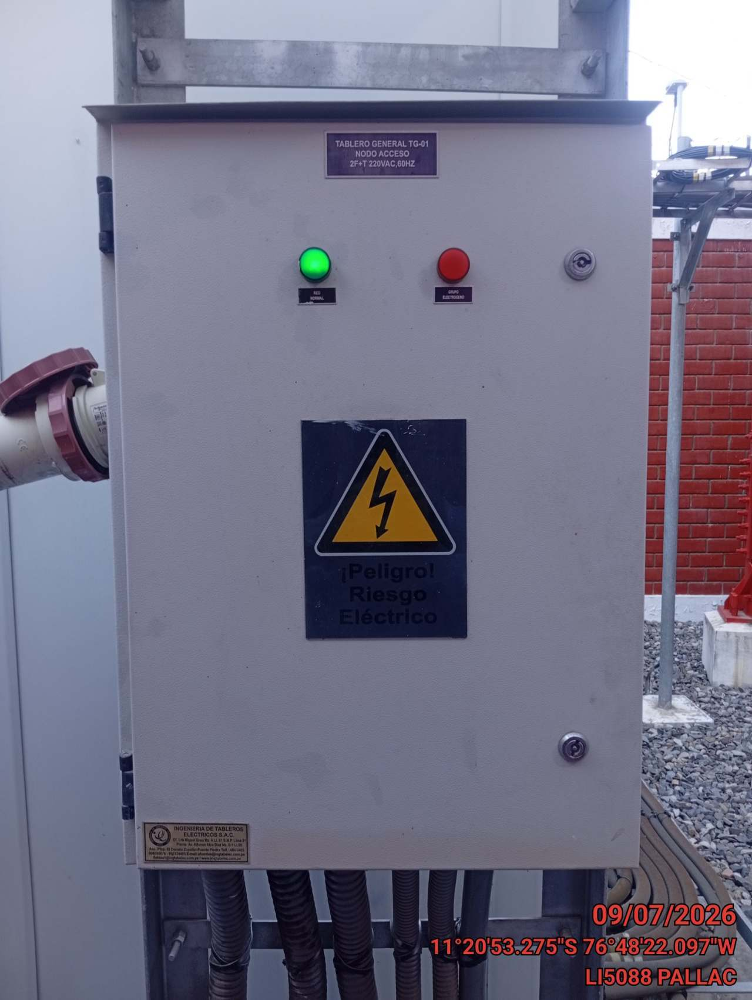 TABLERO GENERAL TG-01
NODO ACCESO
2F+T 220VAC,60HZ
RED
NORMAL
GRUPO
ELECTROGENO
¡Peligro!
Riesgo
Eléctrico
INGENIERIA DE TABLEROS
ELECTRICOS S.A.C.
09/07/2026
11°20'53.275"S 76°48'22.097"W
LI5088 PALLAC